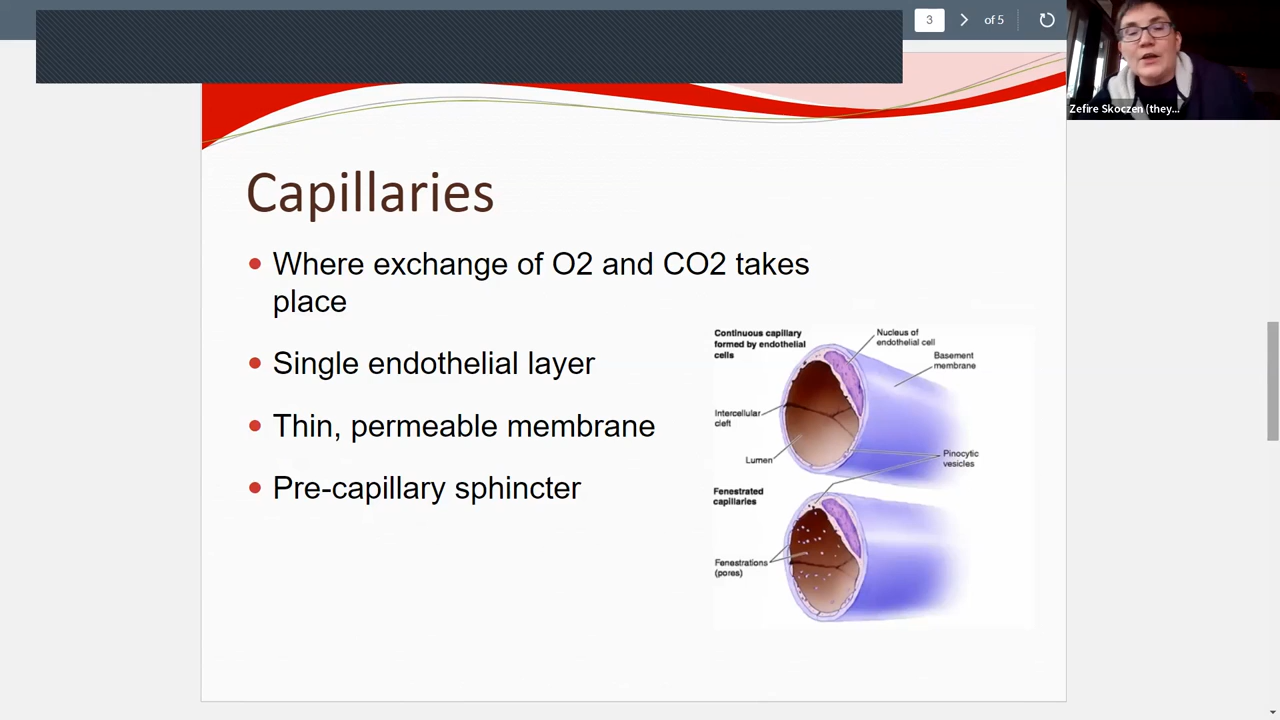 3
of 5
Zefire Skoczen (they...
Capillaries
Where exchange of O2 and CO2 takes
place
Single endothelial layer
Thin, permeable membrane
Pre-capillary sphincter
Continuous capillary
formed by endothelial
cells
Nucleus of
endothelial cell
Basement
membrane
Intercellular
cleft
Lumen
Pinocytic
vesicles
Fenestrated
capillaries
Fenestrations
(pores)